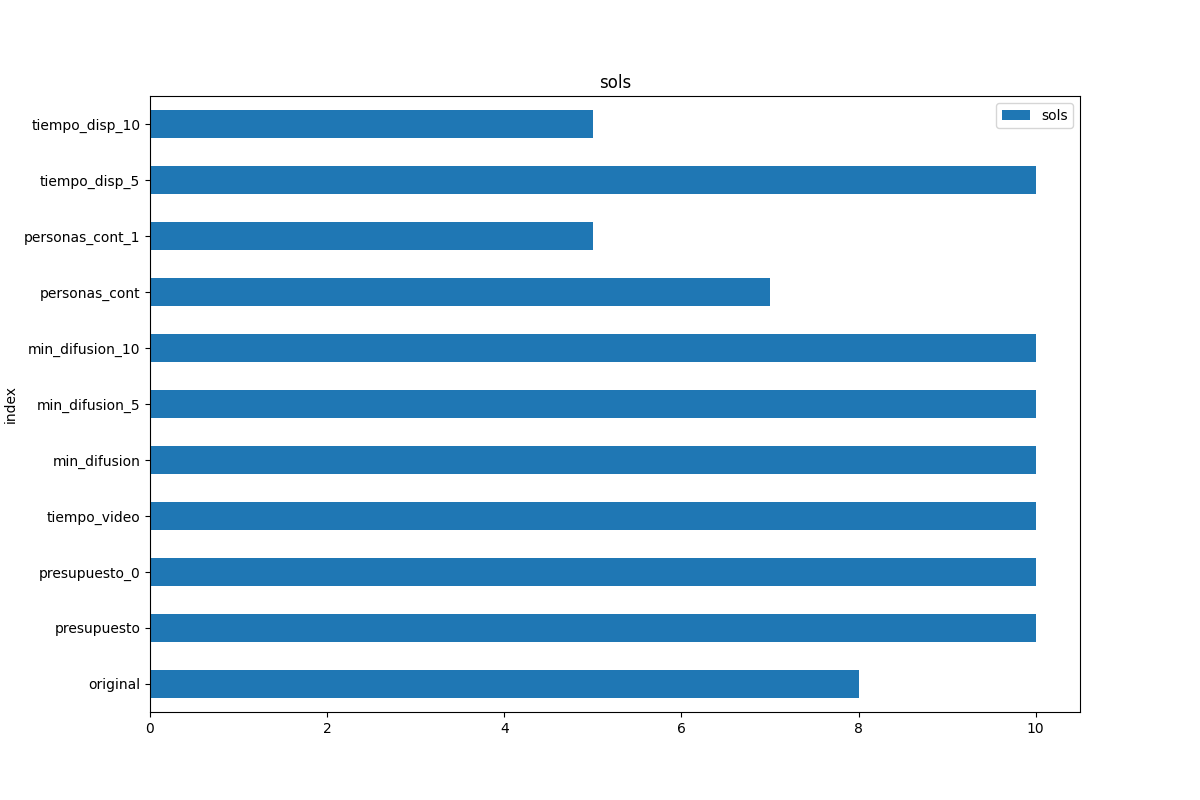 sols
sols
tiempo_disp_10
tiempo_disp_5
personas_cont_1
personas_cont
min_difusion_10
min_difusion_5
min_difusion
tiempo_video
presupuesto_0
presupuesto
original
index
0 2 4 6 8 10